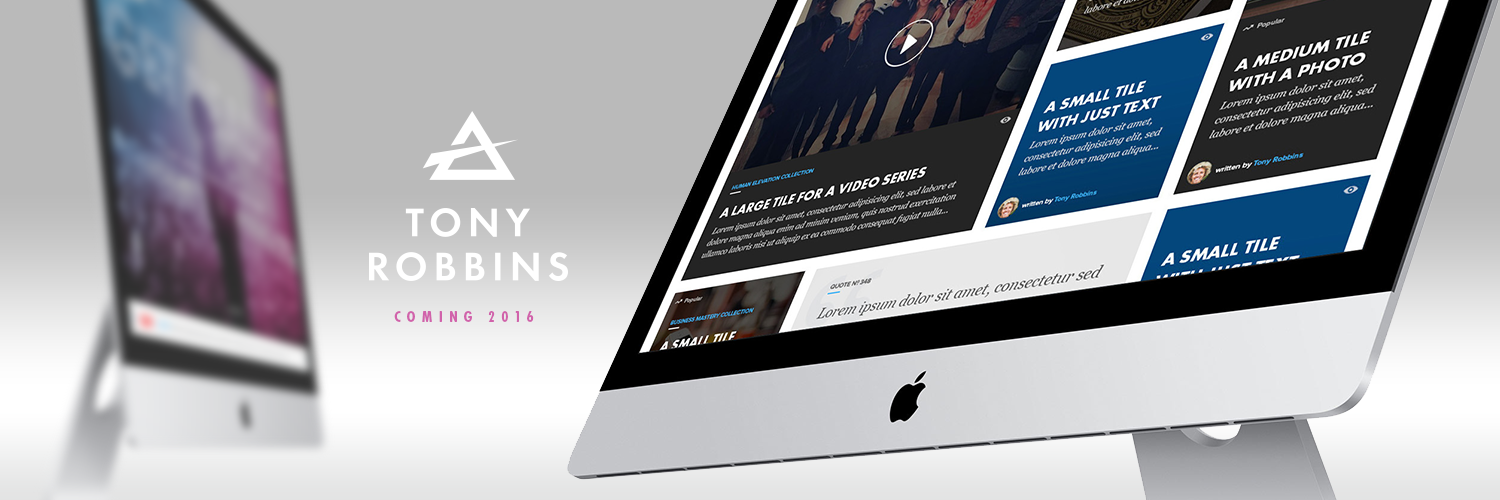 TONY
ROBBINS
COMING 2016
HUMAN ELEVATION COLLECTION
A LARGE TILE FOR A VIDEO SERIES
Lorem ipsum dolor sit amet, consectetur adipisicing elit, sed labore et
dolore magna aliqua enim ad minim veniam, quis nostrud exercitation
ullamco laboris nisi ut aliquip ex ea commodo consequat fugiat nulla...
labore et dolore
A SMALL TILE
WITH JUST TEXT
Lorem ipsum dolor sit amet,
consectetur adipisicing elit,
sed labore et dolore
magna aliqua...
written by Tony Robbins
Popular
A MEDIUM TILE
WITH A PHOTO
Lorem ipsum dolor sit amet,
consectetur adipisicing elit,
sed labore et dolore
magna aliqua...
written by Tony Robbins
Popular
BUSINESS MASTERY COLLECTION
A SMALL TILE
QUOTE Nº 348
Lorem ipsum dolor sit amet, consectetur sed
A SMALL TILE
WITH JUST TEXT